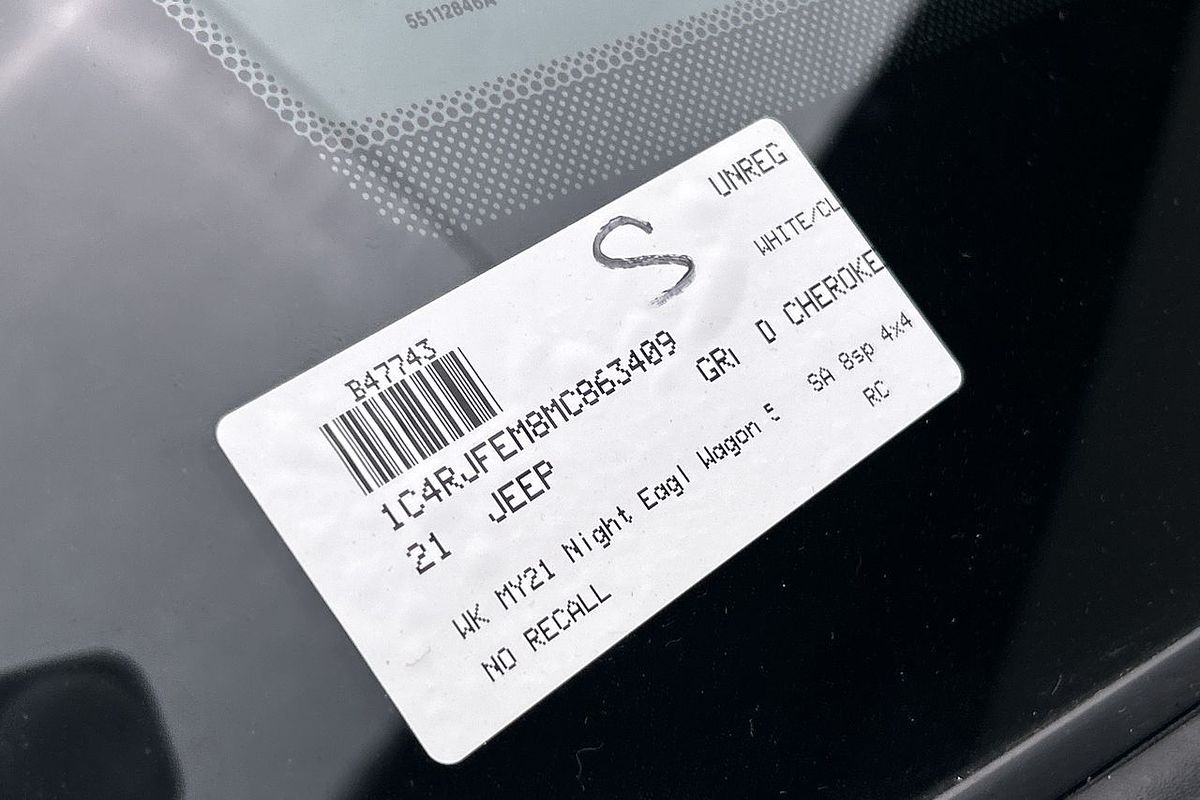 55112846A
UNREG
S
WHITE/CL
B47743
1C4RJFEM8MC863409
21 JEEP GR D CHEROKE
WK MY21 Night Eagl Wagon 5 SA 8sp 4x4
NO RECALL RC